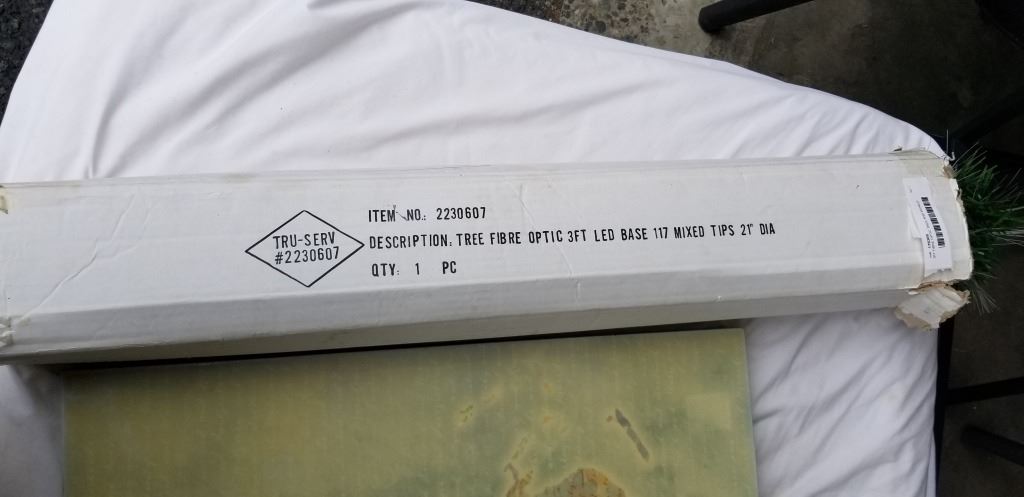 TRU-SERV
#2230607
ITEM NO.: 2230607
DESCRIPTION: TREE FIBRE OPTIC 3FT LED BASE 117 MIXED TIPS 21" DIA
QTY: 1 PC